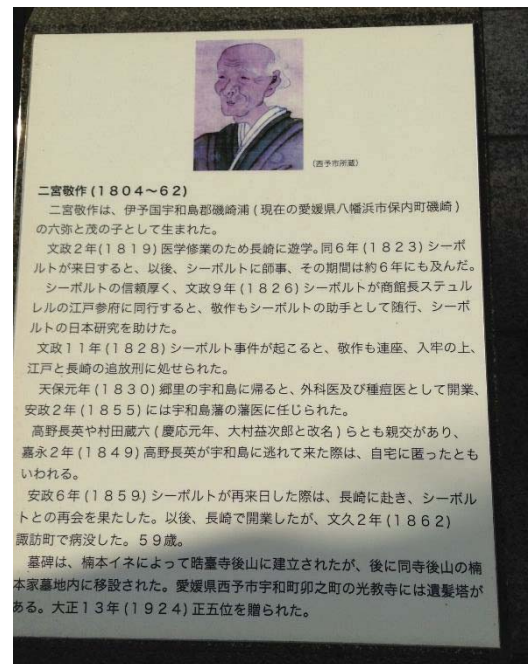 (西予市所蔵)
二宮敬作(1804～62)
二宮敬作は、伊予国宇和島郡磯崎浦(現在の愛媛県八幡浜市保内町磯崎)
の六弥と茂の子として生まれた。
文政2年(1819)医学修業のため長崎に遊学。同6年(1823)シーボ
ルトが来日すると、以後、シーボルトに師事、その期間は約6年にも及んだ。
シーボルトの信頼厚く、文政9年(1826)シーボルトが商館長ステュル
レルの江戸参府に同行すると、敬作もシーボルトの助手として随行、シーボ
ルトの日本研究を助けた。
文政11年(1828)シーボルト事件が起こると、敬作も連座、入牢の上、
江戸と長崎の追放刑に処せられた。
天保元年(1830)郷里の宇和島に帰ると、外科医及び種痘医として開業、
安政2年(1855)には宇和島藩の藩医に任じられた。
高野長英や村田蔵六(慶応元年、大村益次郎と改名)らとも親交があり、
嘉永2年(1849)高野長英が宇和島に逃れて来た際は、自宅に匿ったとも
いわれる。
安政6年(1859)シーボルトが再来日した際は、長崎に赴き、シーボル
トとの再会を果たした。以後、長崎で開業したが、文久2年(1862)
諏訪町で病没した。59歳。
墓碑は、楠本イネによって晧臺寺後山に建立されたが、後に同寺後山の楠
本家墓地内に移設された。愛媛県西予市宇和町卯之町の光教寺には遺髪塔が
ある。大正13年(1924)正五位を贈られた。